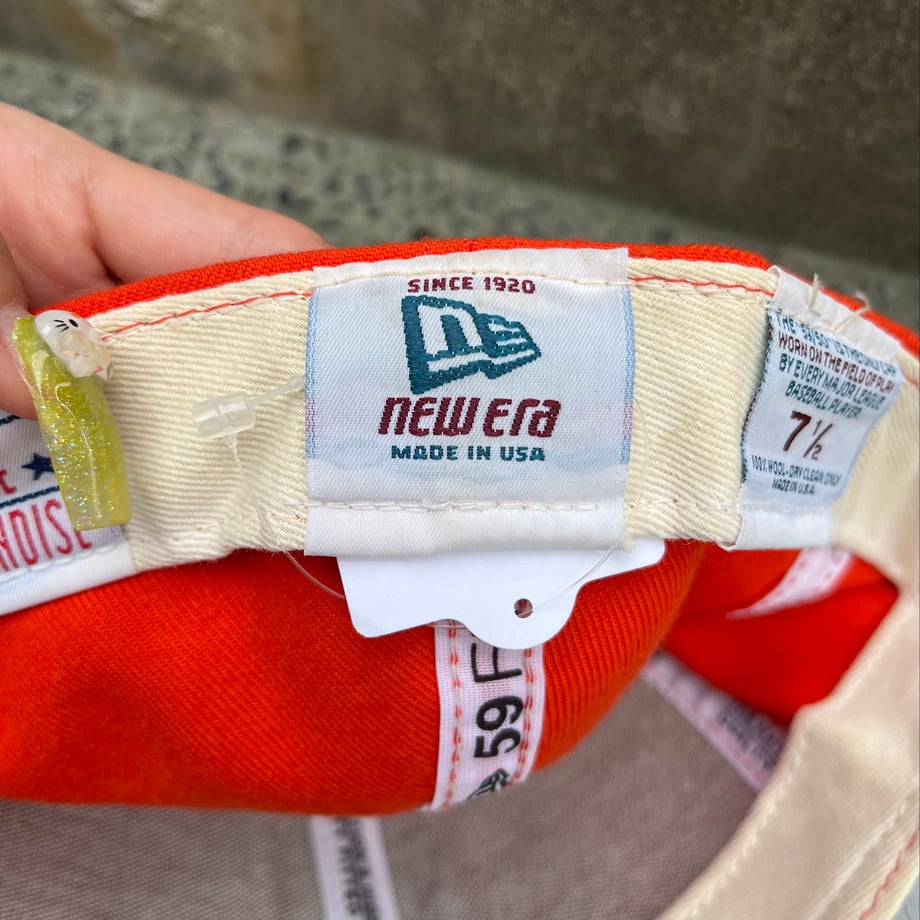 SINCE 1920
new era
MADE IN USA
WORN ON THE FIELD OF PLAY
BY EVERY MAJOR LEAGUE
BASEBALL PLAYER
7 1/2
100% WOOL-DRY CLEAN ONLY
MADE IN U.S.A.
59F